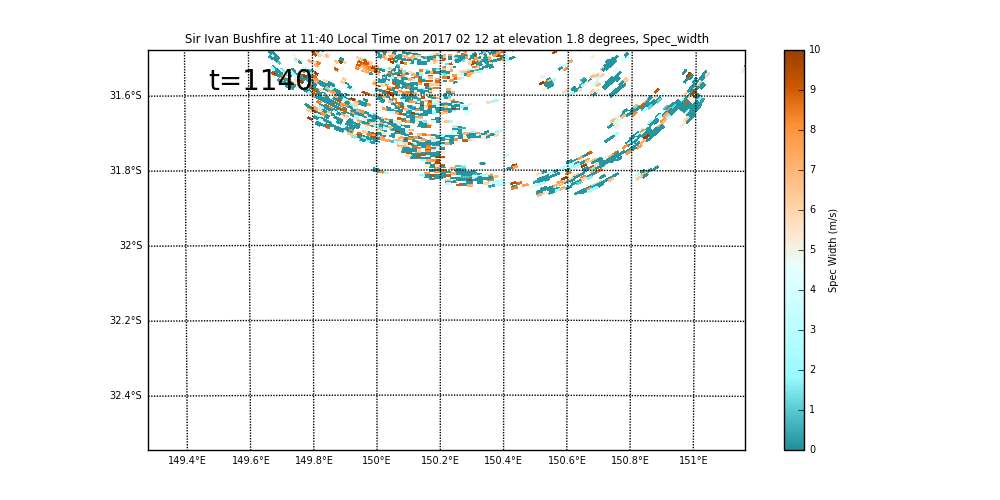 Sir Ivan Bushfire at 11:40 Local Time on 2017 02 12 at elevation 1.8 degrees, Spec_width
t=1140
31.6°S
31.8°S
32°S
32.2°S
32.4°S
149.4°E 149.6°E 149.8°E 150°E 150.2°E 150.4°E 150.6°E 150.8°E 151°E
10
9
8
7
6
5
4
3
2
1
0
Spec Width (m/s)